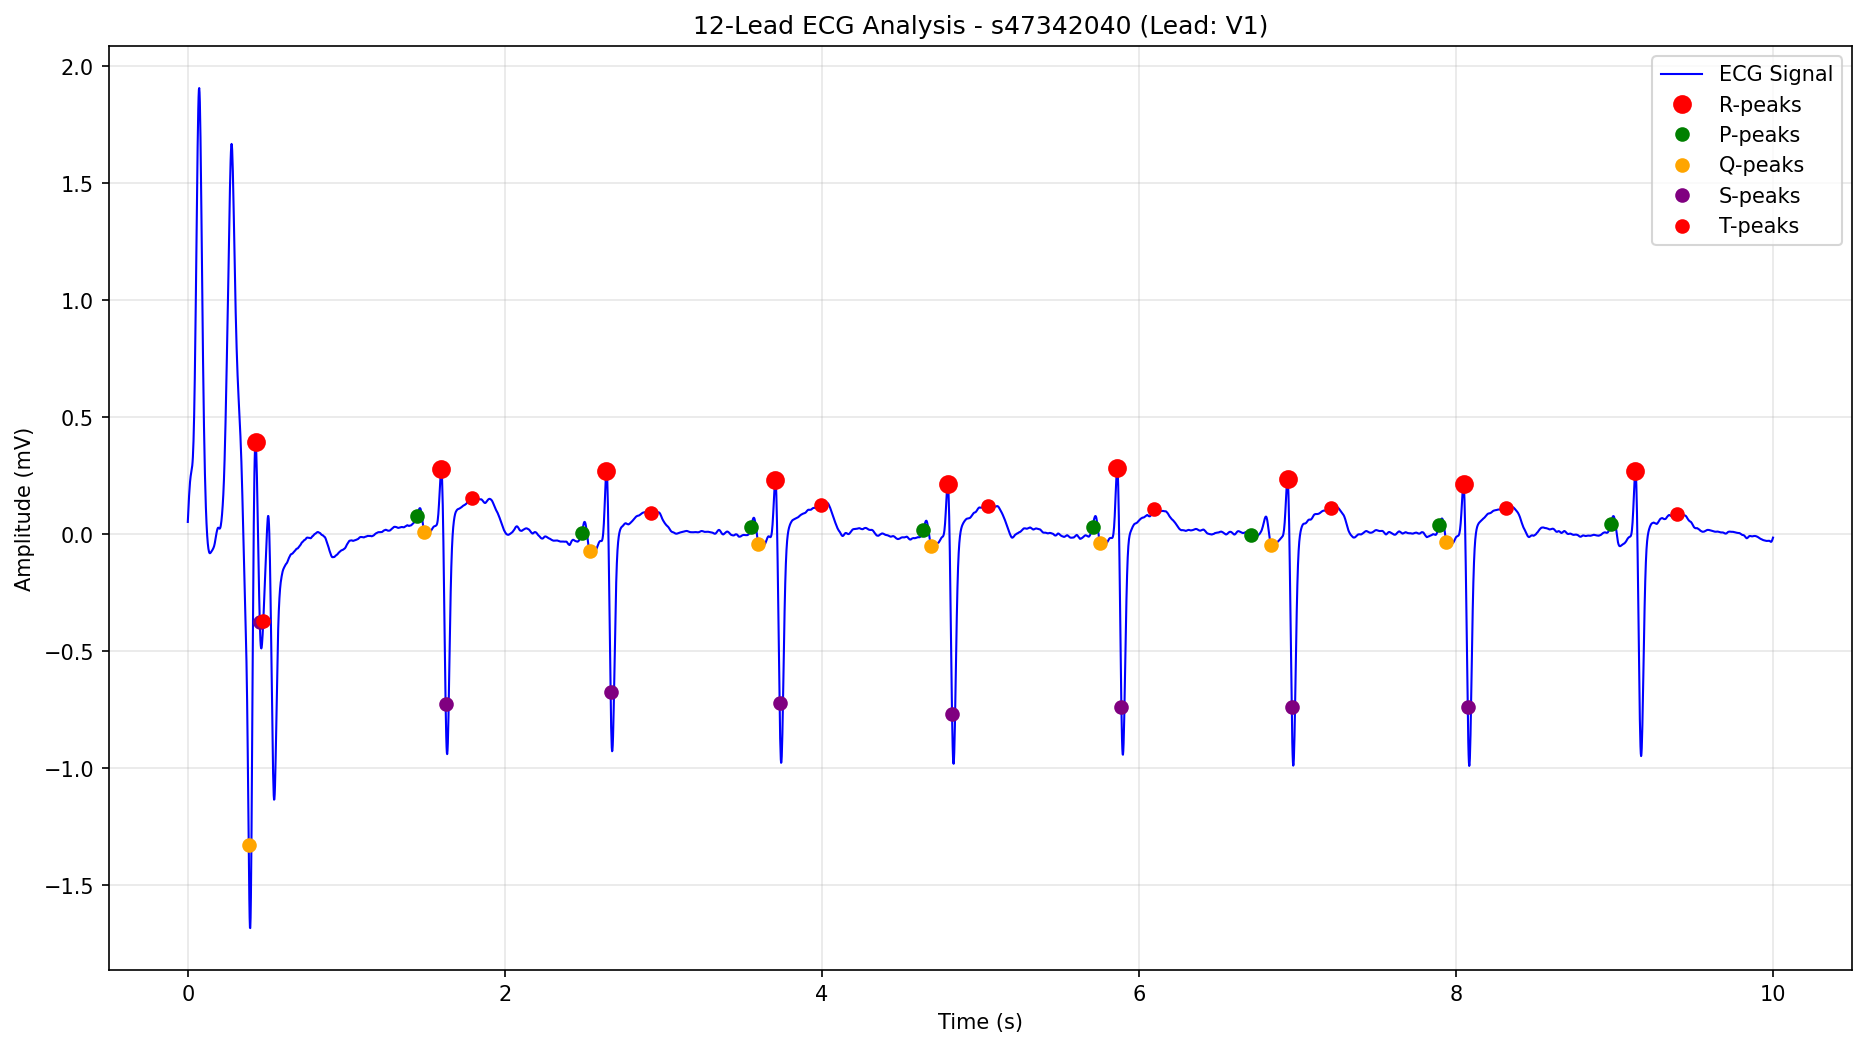 12-Lead ECG Analysis - s47342040 (Lead: V1)
ECG Signal
R-peaks
P-peaks
Q-peaks
S-peaks
T-peaks
Amplitude (mV)
2.0
1.5
1.0
0.5
0.0
−0.5
−1.0
−1.5
0 2 4 6 8 10
Time (s)